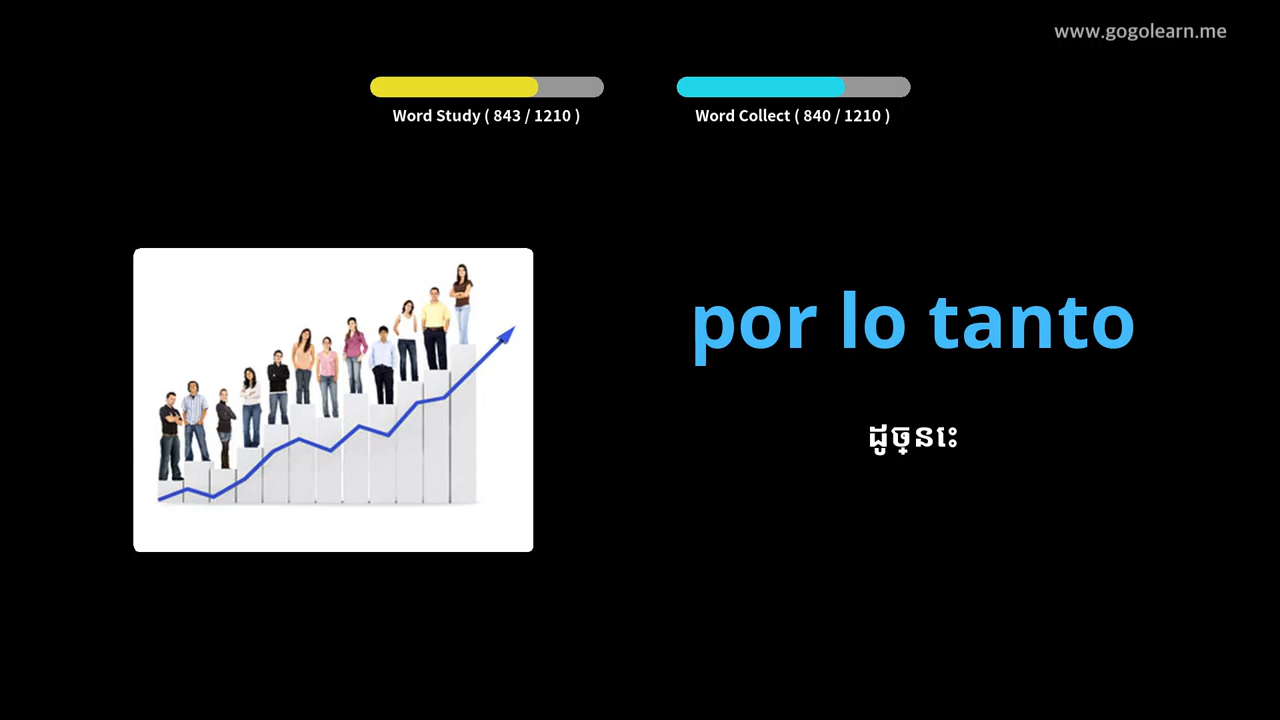 www.gogolearn.me
Word Study ( 843 / 1210 )
Word Collect ( 840 / 1210 )
por lo tanto
ដូច្នេះ